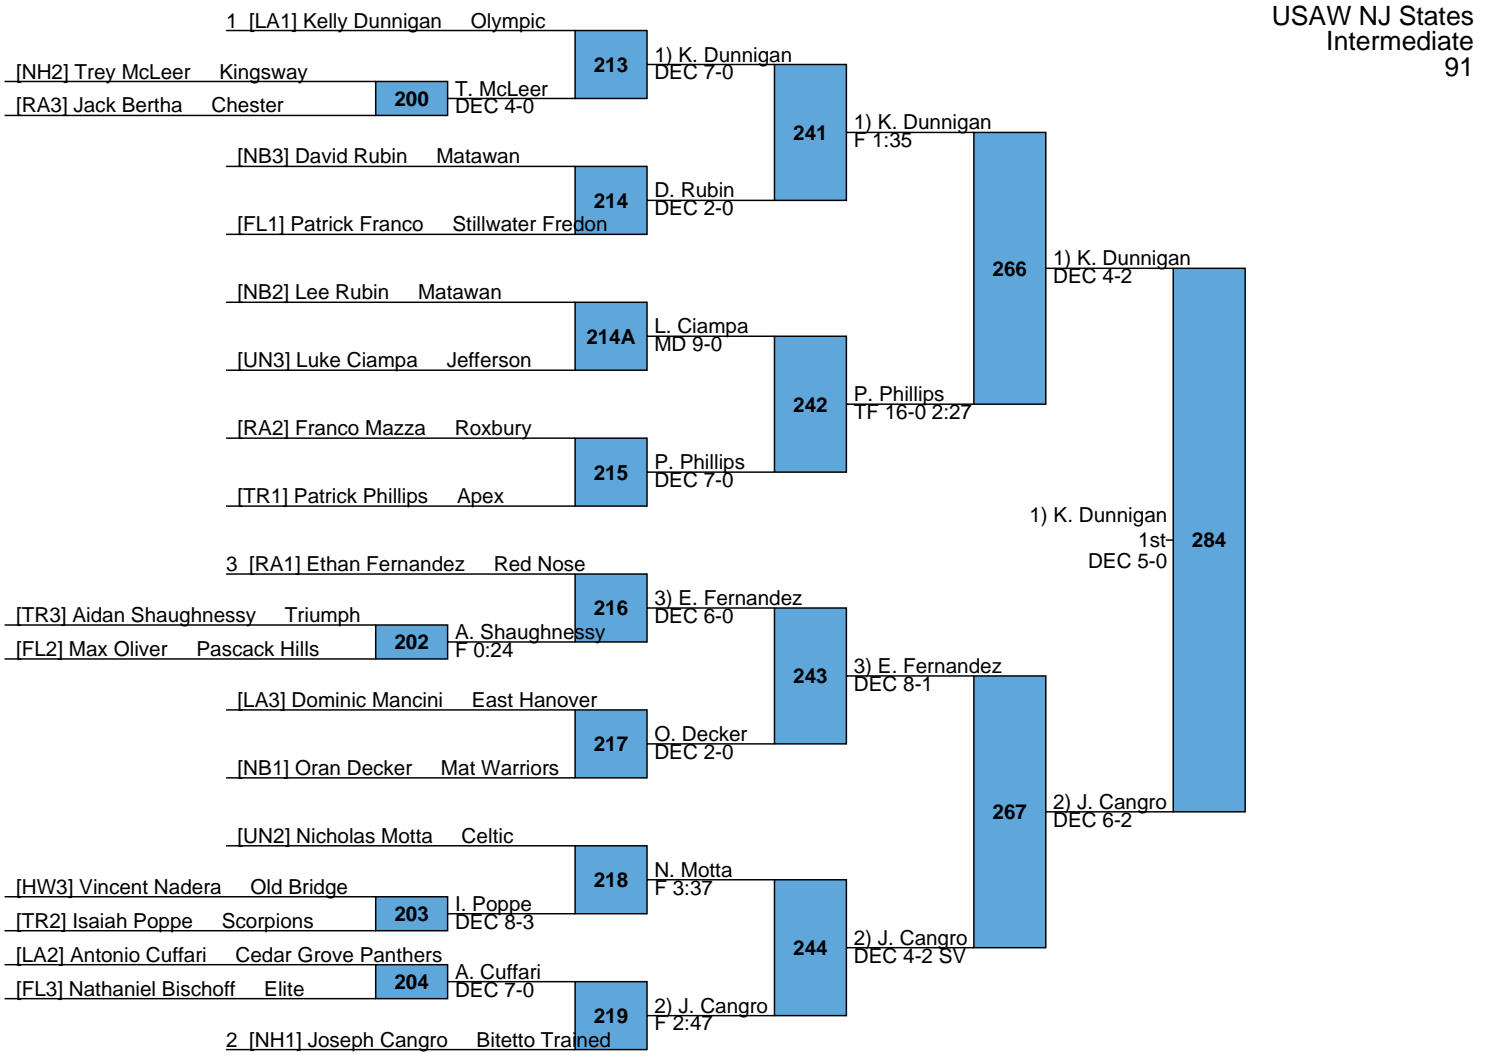 USAW NJ States
Intermediate
91
1 [LA1] Kelly Dunnigan Olympic
[NH2] Trey McLeer Kingsway
[RA3] Jack Bertha Chester
200
T. McLeer
DEC 4-0
213
1) K. Dunnigan
DEC 7-0
[NB3] David Rubin Matawan
[FL1] Patrick Franco Stillwater Fredon
214
D. Rubin
DEC 2-0
241
1) K. Dunnigan
F 1:35
[NB2] Lee Rubin Matawan
[UN3] Luke Ciampa Jefferson
214A
L. Ciampa
MD 9-0
[RA2] Franco Mazza Roxbury
[TR1] Patrick Phillips Apex
215
P. Phillips
DEC 7-0
242
P. Phillips
TF 16-0 2:27
266
1) K. Dunnigan
DEC 4-2
3 [RA1] Ethan Fernandez Red Nose
[TR3] Aidan Shaughnessy Triumph
[FL2] Max Oliver Pascack Hills
202
A. Shaughnessy
F 0:24
216
3) E. Fernandez
DEC 6-0
[LA3] Dominic Mancini East Hanover
[NB1] Oran Decker Mat Warriors
217
O. Decker
DEC 2-0
243
3) E. Fernandez
DEC 8-1
[UN2] Nicholas Motta Celtic
[HW3] Vincent Nadera Old Bridge
[TR2] Isaiah Poppe Scorpions
203
I. Poppe
DEC 8-3
218
N. Motta
F 3:37
[LA2] Antonio Cuffari Cedar Grove Panthers
[FL3] Nathaniel Bischoff Elite
204
A. Cuffari
DEC 7-0
2 [NH1] Joseph Cangro Bitetto Trained
219
2) J. Cangro
F 2:47
244
2) J. Cangro
DEC 4-2 SV
267
2) J. Cangro
DEC 6-2
284
1) K. Dunnigan
1st
DEC 5-0